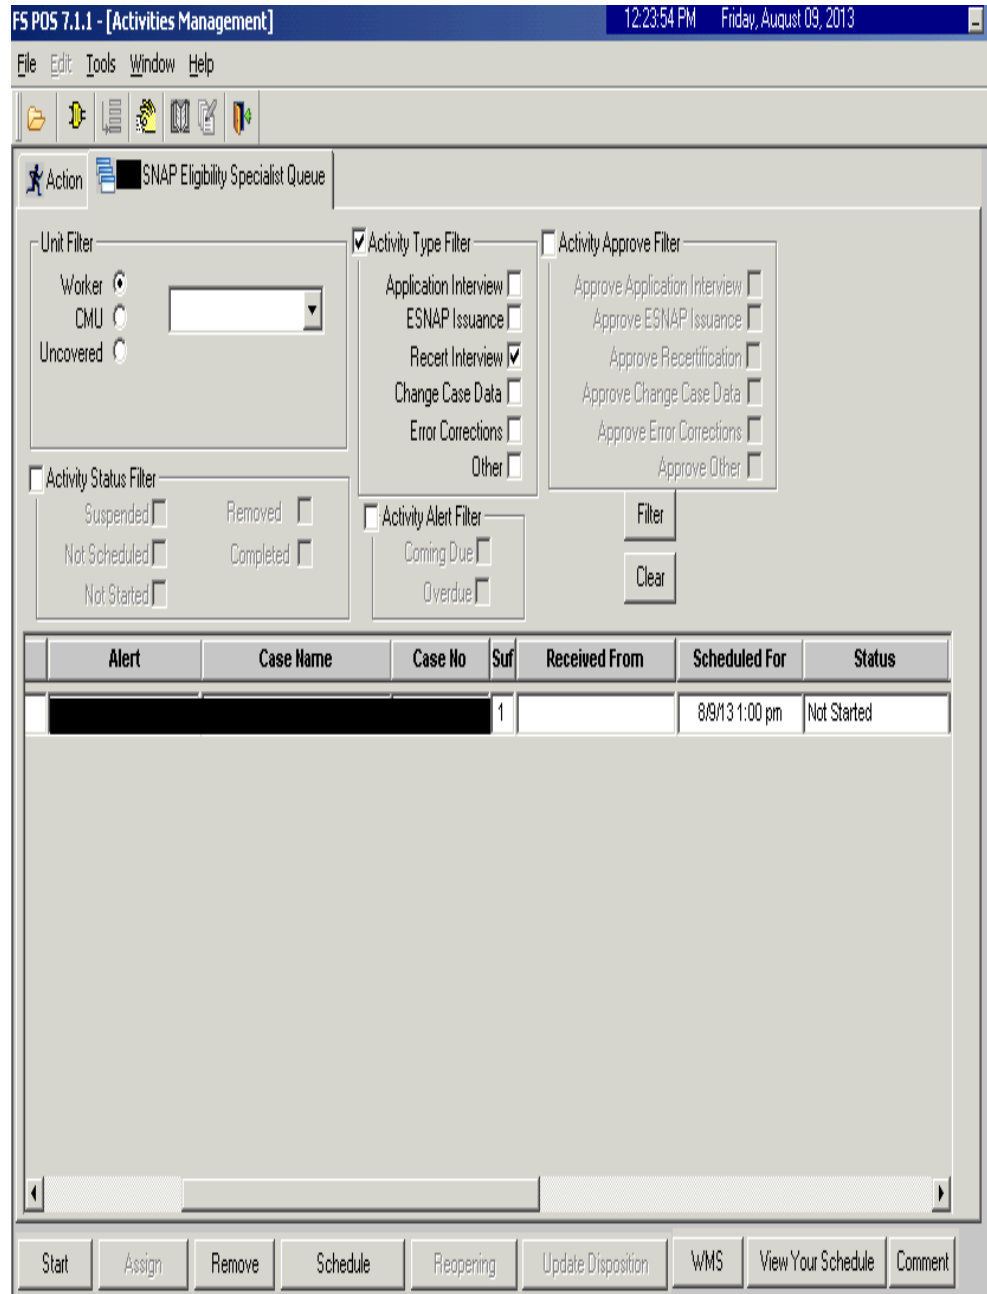 FS POS 7.1.1 - [Activities Management] 12:23:54 PM Friday, August 09, 2013
File Edit Tools Window Help
Action SNAP Eligibility Specialist Queue
Unit Filter Activity Type Filter Activity Approve Filter
Worker Application Interview Approve Application Interview
CMU ESNAP Issuance Approve ESNAP Issuance
Uncovered Recert Interview Approve Recertification
Change Case Data Approve Change Case Data
Error Corrections Approve Error Corrections
Other Approve Other
Activity Status Filter
Suspended Removed Activity Alert Filter Filter
Not Scheduled Completed Coming Due
Not Started Overdue Clear
Alert Case Name Case No Suf Received From Scheduled For Status
1 8/9/13 1:00 pm Not Started
Start Assign Remove Schedule Reopening Update Disposition WMS View Your Schedule Comment